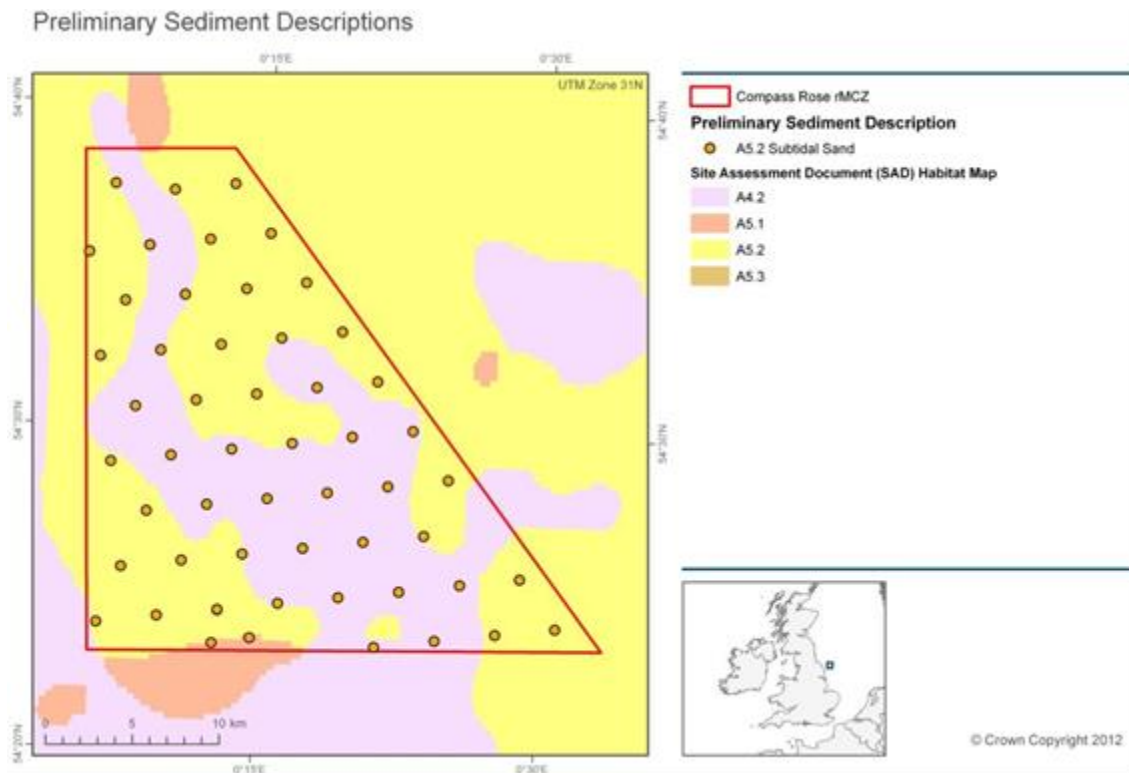 Preliminary Sediment Descriptions
0°15'E
0°30'E
UTM Zone 31N
54°40'N
54°40'N
54°30'N
54°30'N
54°20'N
0
5
10 km
0°15'E
0°30'E
Compass Rose rMCZ
Preliminary Sediment Description
A5.2 Subtidal Sand
Site Assessment Document (SAD) Habitat Map
A4.2
A5.1
A5.2
A5.3
© Crown Copyright 2012